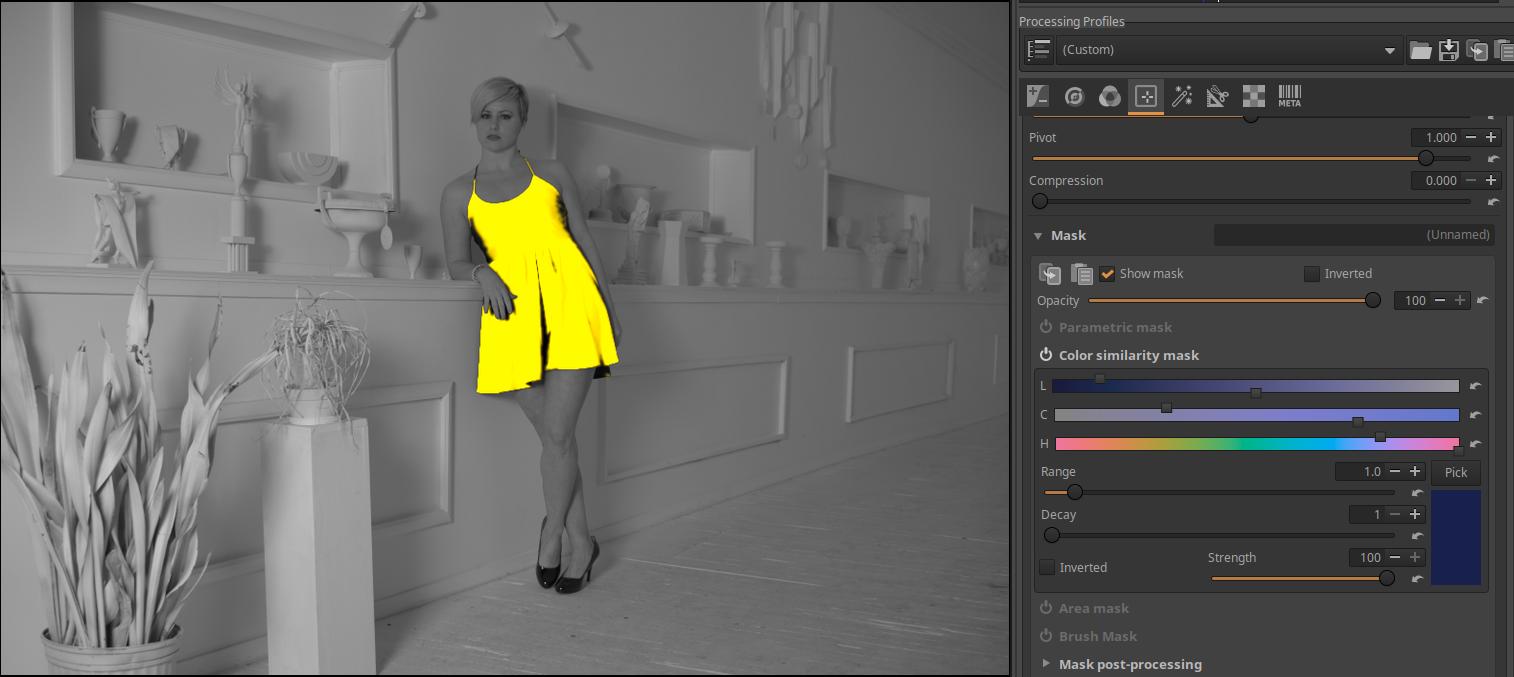 Processing Profiles
(Custom)
META
Pivot
1.000
Compression
0.000
Mask
(Unnamed)
Show mask
Inverted
Opacity
100
Parametric mask
Color similarity mask
L
C
H
Range
1.0
Pick
Decay
1
Strength
100
Inverted
Area mask
Brush Mask
Mask post-processing